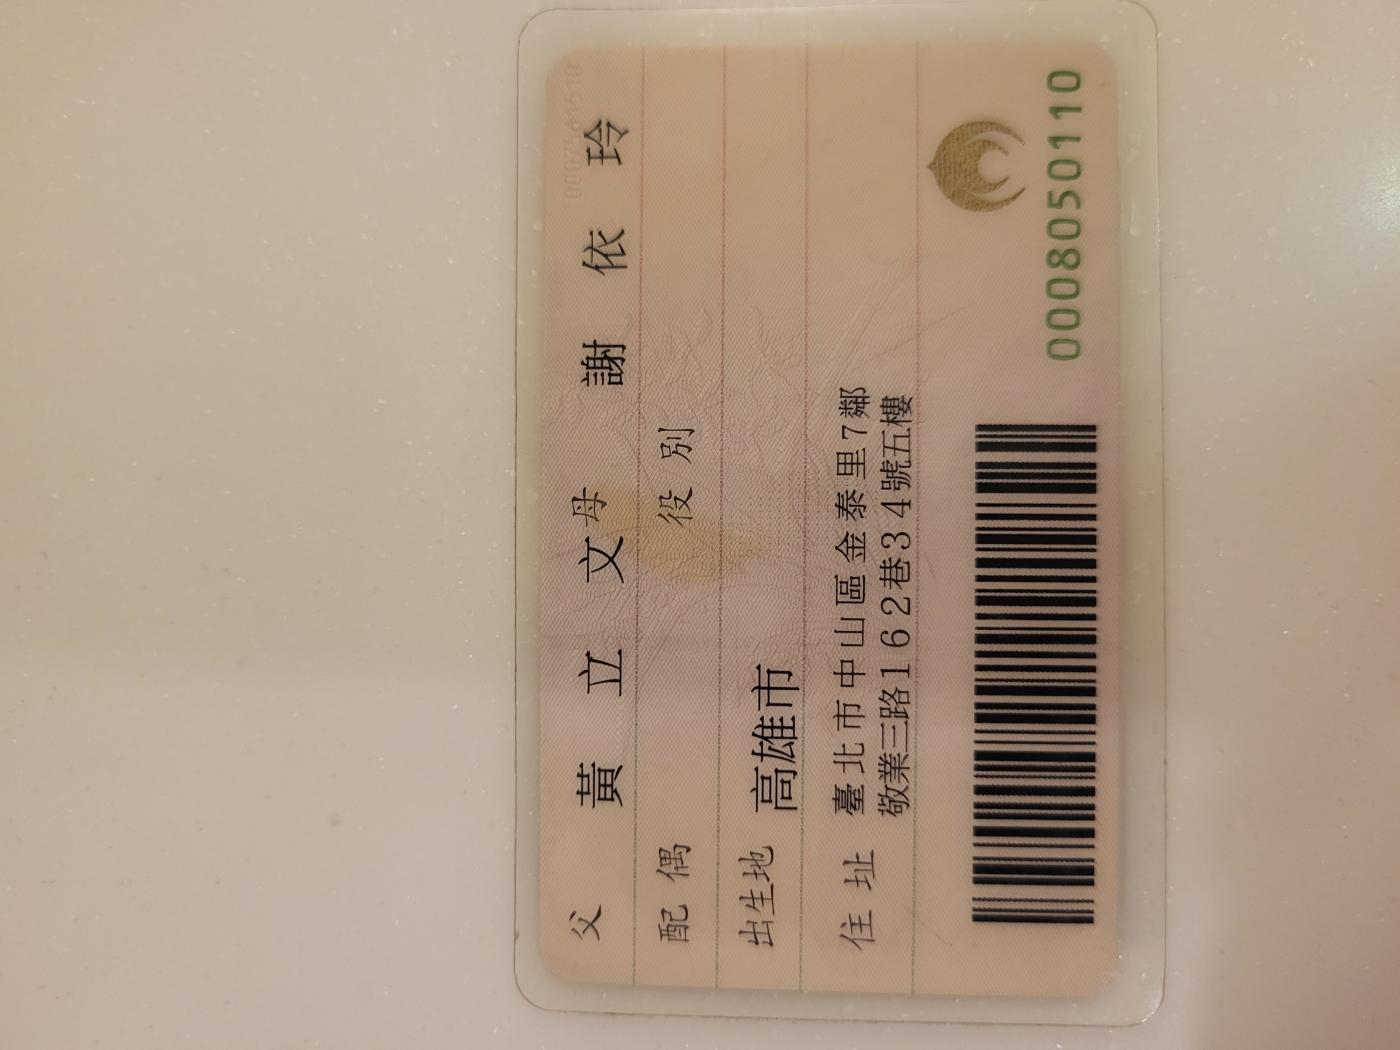 父 黃立文 母 謝依玲
配偶 役別
出生地 高雄市
住址 臺北市中山區金泰里7鄰
敬業三路162巷34號五樓
0008050110